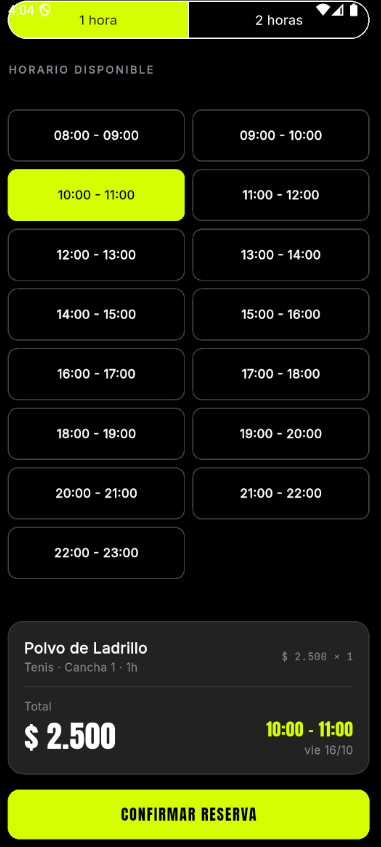 4:04
1 hora 2 horas
HORARIO DISPONIBLE
08:00 - 09:00 09:00 - 10:00
10:00 - 11:00 11:00 - 12:00
12:00 - 13:00 13:00 - 14:00
14:00 - 15:00 15:00 - 16:00
16:00 - 17:00 17:00 - 18:00
18:00 - 19:00 19:00 - 20:00
20:00 - 21:00 21:00 - 22:00
22:00 - 23:00
Polvo de Ladrillo
$ 2.500 × 1
Tenis · Cancha 1 · 1h
Total
$ 2.500
10:00 - 11:00
vie 16/10
CONFIRMAR RESERVA